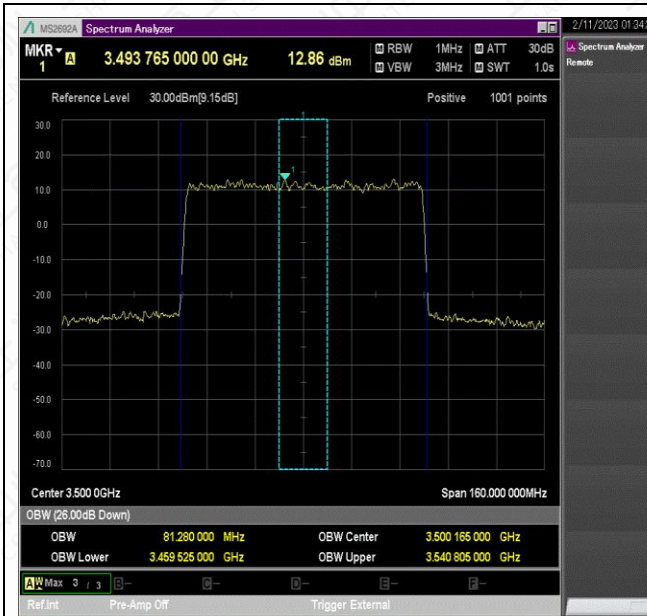 MS2692A Spectrum Analyzer
2/11/2023 01:34:
MKR 1 A 3.493 765 000 00 GHz 12.86 dBm
RBW 1MHz ATT 30dB
VBW 3MHz SWT 1.0s
Spectrum Analyzer
Remote
Reference Level 30.00dBm[9.15dB] Positive 1001 points
30.0
20.0
10.0
0.0
-10.0
-20.0
-30.0
-40.0
-50.0
-60.0
-70.0
1
1
Center 3.500 0GHz Span 160.000 000MHz
OBW (26.00dB Down)
OBW 81.280 000 MHz OBW Center 3.500 165 000 GHz
OBW Lower 3.459 525 000 GHz OBW Upper 3.540 805 000 GHz
A W Max 3 / 3 B- C- D- E- F-
Ref.Int Pre-Amp Off Trigger External